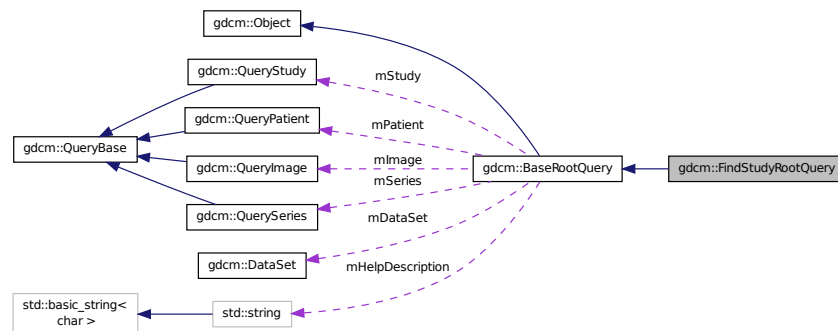 gdcm::Object
gdcm::QueryStudy
mStudy
gdcm::QueryPatient
mPatient
gdcm::QueryBase
gdcm::QueryImage
mImage
gdcm::BaseRootQuery
gdcm::FindStudyRootQuery
mSeries
gdcm::QuerySeries
mDataSet
gdcm::DataSet
mHelpDescription
std::basic_string<
char >
std::string